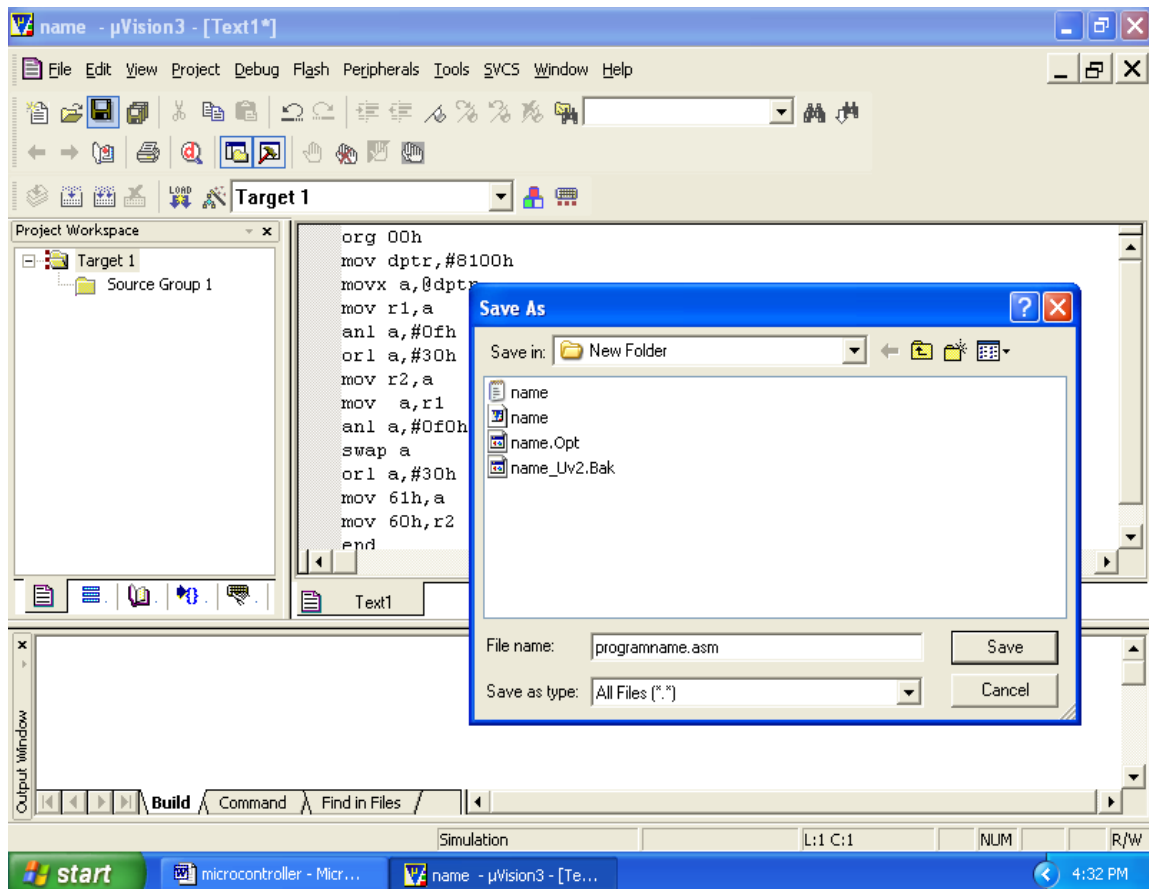 name - µVision3 - [Text1*]
File Edit View Project Debug Flash Peripherals Tools SVCS Window Help
LOAD
Target 1
Project Workspace
Target 1
Source Group 1
org 00h
mov dptr,#8100h
movx a,@dptr
mov r1,a
anl a,#0fh
orl a,#30h
mov r2,a
mov  a,r1
anl a,#0f0h
swap a
orl a,#30h
mov 61h,a
mov 60h,r2
end
Text1
Save As
Save in: New Folder
name
name
name.Opt
name_Uv2.Bak
File name: programname.asm
Save
Save as type: All Files (*.*)
Cancel
Output Window
Build Command Find in Files
Simulation L:1 C:1 NUM R/W
start microcontroller - Micr... name - µVision3 - [Te... 4:32 PM